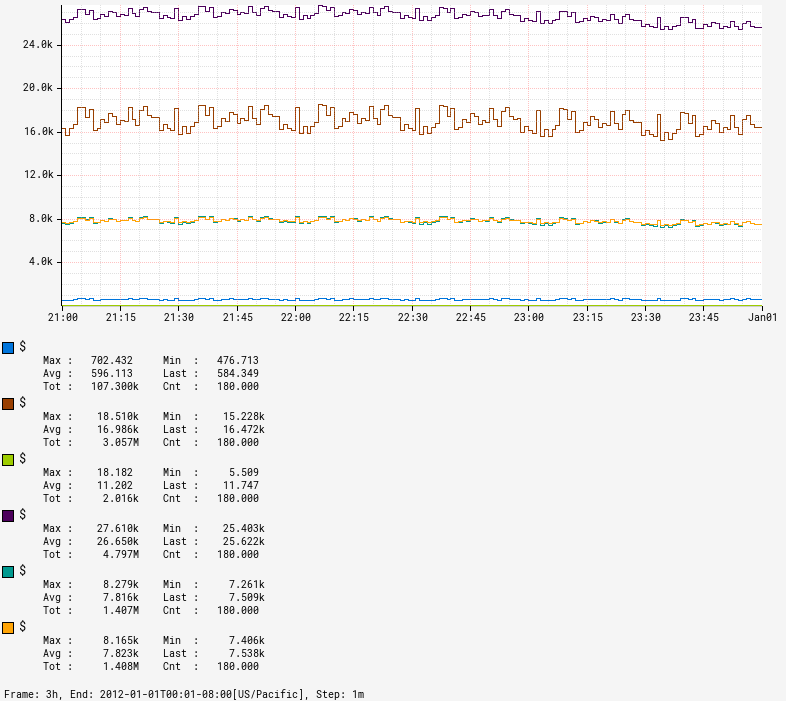 24.0k
20.0k
16.0k
12.0k
8.0k
4.0k
21:00 21:15 21:30 21:45 22:00 22:15 22:30 22:45 23:00 23:15 23:30 23:45 Jan01
$
Max : 702.432 Min : 476.713
Avg : 596.113 Last : 584.349
Tot : 107.300k Cnt : 180.000
$
Max : 18.510k Min : 15.228k
Avg : 16.986k Last : 16.472k
Tot : 3.057M Cnt : 180.000
$
Max : 18.182 Min : 5.509
Avg : 11.202 Last : 11.747
Tot : 2.016k Cnt : 180.000
$
Max : 27.610k Min : 25.403k
Avg : 26.650k Last : 25.622k
Tot : 4.797M Cnt : 180.000
$
Max : 8.279k Min : 7.261k
Avg : 7.816k Last : 7.509k
Tot : 1.407M Cnt : 180.000
$
Max : 8.165k Min : 7.406k
Avg : 7.823k Last : 7.538k
Tot : 1.408M Cnt : 180.000
Frame: 3h, End: 2012-01-01T00:01-08:00[US/Pacific], Step: 1m